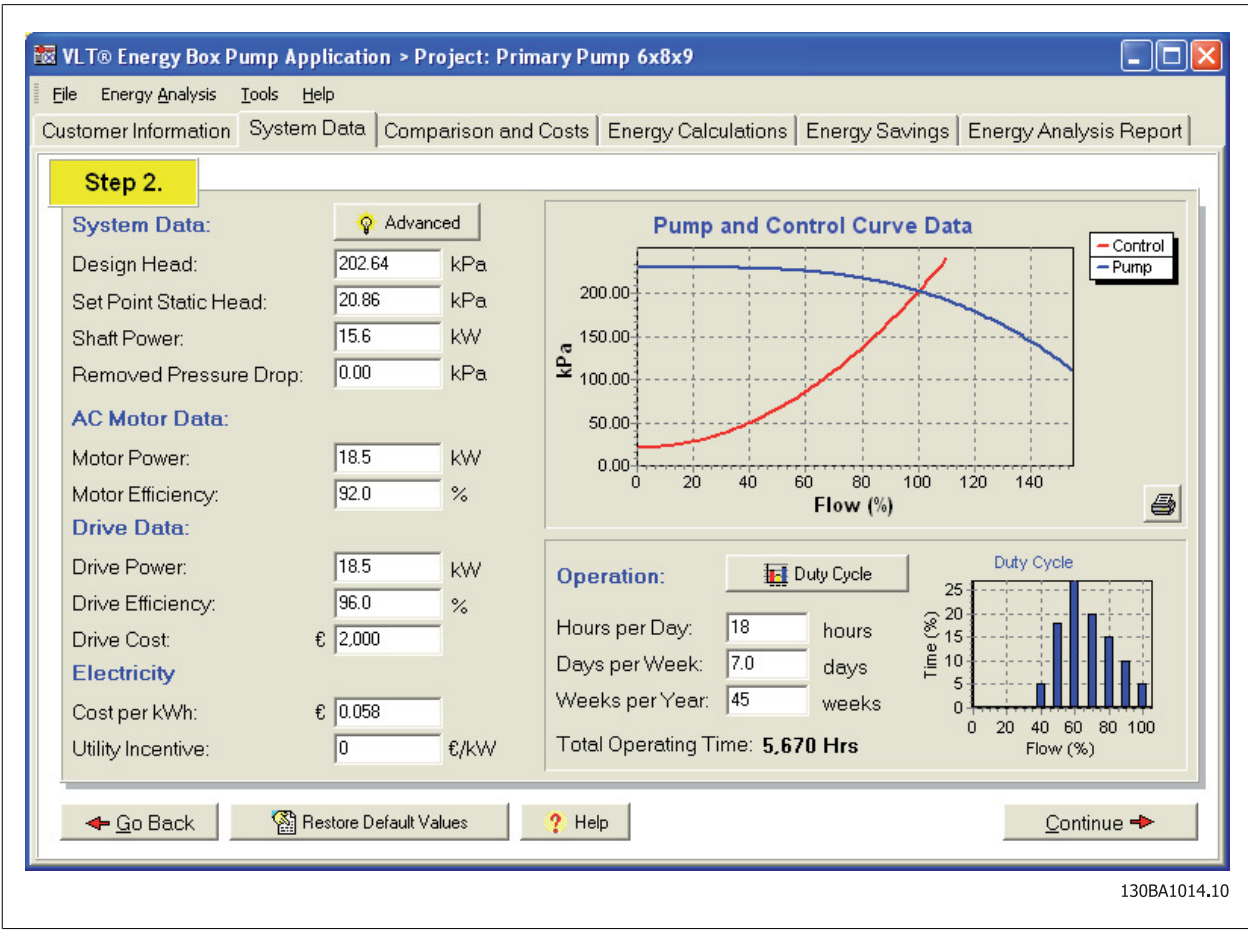 VLT® Energy Box Pump Application > Project: Primary Pump 6x8x9
File Energy Analysis Tools Help
Customer Information System Data Comparison and Costs Energy Calculations Energy Savings Energy Analysis Report
Step 2.
System Data: Advanced
Design Head: 202.64 kPa
Set Point Static Head: 20.86 kPa
Shaft Power: 15.6 kW
Removed Pressure Drop: 0.00 kPa
AC Motor Data:
Motor Power: 18.5 kW
Motor Efficiency: 92.0 %
Drive Data:
Drive Power: 18.5 kW
Drive Efficiency: 96.0 %
Drive Cost: € 2,000
Electricity
Cost per kWh: € 0.058
Utility Incentive: 0 €/kW
Pump and Control Curve Data
Control
Pump
kPa
200.00
150.00
100.00
50.00
0.00
0 20 40 60 80 100 120 140
Flow (%)
Operation: Duty Cycle
Hours per Day: 18 hours
Days per Week: 7.0 days
Weeks per Year: 45 weeks
Total Operating Time: 5,670 Hrs
Duty Cycle
Time (%)
25
20
15
10
5
0
0 20 40 60 80 100
Flow (%)
Go Back Restore Default Values ? Help Continue
130BA1014.10